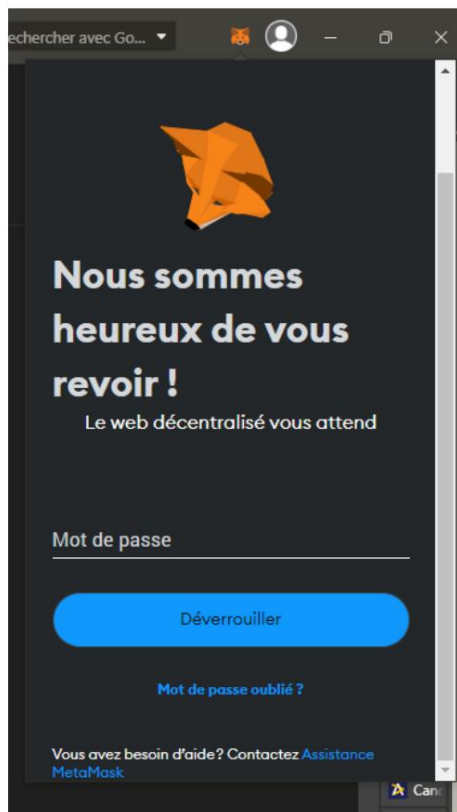 echercher avec Go...
Nous sommes
heureux de vous
revoir !
Le web décentralisé vous attend
Mot de passe
Déverrouiller
Mot de passe oublié ?
Vous avez besoin d'aide? Contactez Assistance
MetaMask
Canc